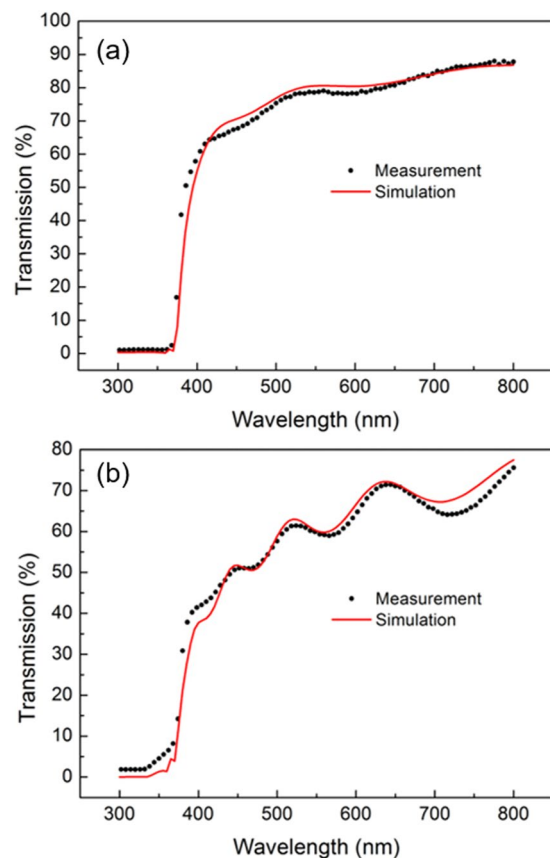 (a)
100
90
80
70
60
50
40
30
20
10
0
Transmission (%)
Measurement
Simulation
300 400 500 600 700 800
Wavelength (nm)
(b)
80
70
60
50
40
30
20
10
0
Transmission (%)
Measurement
Simulation
300 400 500 600 700 800
Wavelength (nm)